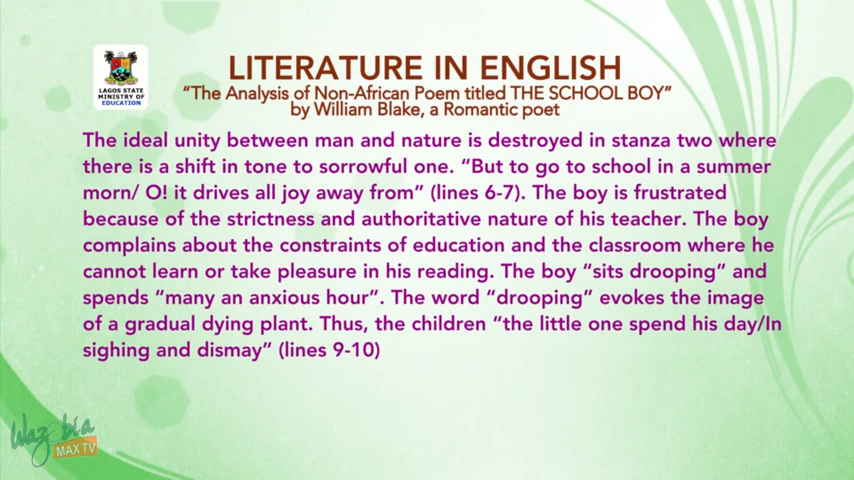 LAGOS STATE
MINISTRY OF
EDUCATION
LITERATURE IN ENGLISH
“The Analysis of Non-African Poem titled THE SCHOOL BOY”
by William Blake, a Romantic poet
The ideal unity between man and nature is destroyed in stanza two where
there is a shift in tone to sorrowful one. “But to go to school in a summer
morn/ O! it drives all joy away from” (lines 6-7). The boy is frustrated
because of the strictness and authoritative nature of his teacher. The boy
complains about the constraints of education and the classroom where he
cannot learn or take pleasure in his reading. The boy “sits drooping” and
spends “many an anxious hour”. The word “drooping” evokes the image
of a gradual dying plant. Thus, the children “the little one spend his day/In
sighing and dismay” (lines 9-10)
Wazobia
MAX TV